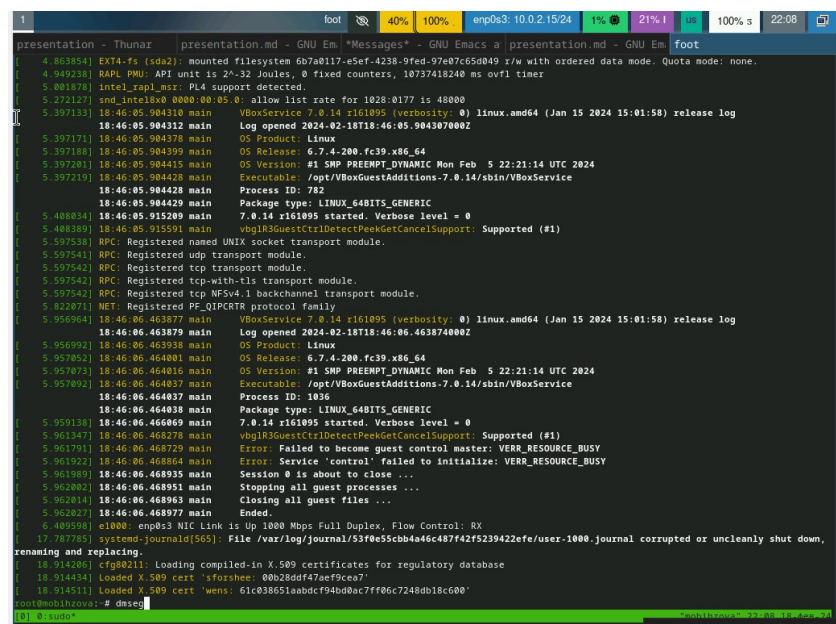 1 foot 40% 100% enp0s3: 10.0.2.15/24 1% 21% us 100% 22:08
presentation - Thunar presentation.md - GNU Em *Messages* - GNU Emacs a presentation.md - GNU Em foot
[ 4.863854] EXT4-fs (sda2): mounted filesystem 6b7a0117-e5ef-4238-9fed-97e07c65d049 r/w with ordered data mode. Quota mode: none.
[ 4.949238] RAPL PMU: API unit is 2^-32 Joules, 0 fixed counters, 10737418240 ms ovfl timer
[ 5.001878] intel_rapl_msr: PL4 support detected.
[ 5.272127] snd_intel8x0 0000:00:05.0: allow list rate for 1028:0177 is 48000
[ 5.397133] 18:46:05.904310 main VBoxService 7.0.14 r161095 (verbosity: 0) linux.amd64 (Jan 15 2024 15:01:58) release log
18:46:05.904312 main Log opened 2024-02-18T18:46:05.904307000Z
[ 5.397171] 18:46:05.904378 main OS Product: Linux
[ 5.397188] 18:46:05.904399 main OS Release: 6.7.4-200.fc39.x86_64
[ 5.397201] 18:46:05.904415 main OS Version: #1 SMP PREEMPT_DYNAMIC Mon Feb 5 22:21:14 UTC 2024
[ 5.397219] 18:46:05.904428 main Executable: /opt/VBoxGuestAdditions-7.0.14/sbin/VBoxService
18:46:05.904428 main Process ID: 782
18:46:05.904429 main Package type: LINUX_64BITS_GENERIC
[ 5.408034] 18:46:05.915209 main 7.0.14 r161095 started. Verbose level = 0
[ 5.408389] 18:46:05.915591 main vbglR3GuestCtrlDetectPeekGetCancelSupport: Supported (#1)
[ 5.597538] RPC: Registered named UNIX socket transport module.
[ 5.597541] RPC: Registered udp transport module.
[ 5.597542] RPC: Registered tcp transport module.
[ 5.597542] RPC: Registered tcp-with-tls transport module.
[ 5.597542] RPC: Registered tcp NFSv4.1 backchannel transport module.
[ 5.822071] NET: Registered PF_QIPCRTR protocol family
[ 5.956964] 18:46:06.463877 main VBoxService 7.0.14 r161095 (verbosity: 0) linux.amd64 (Jan 15 2024 15:01:58) release log
18:46:06.463879 main Log opened 2024-02-18T18:46:06.463874000Z
[ 5.956992] 18:46:06.463938 main OS Product: Linux
[ 5.957052] 18:46:06.464001 main OS Release: 6.7.4-200.fc39.x86_64
[ 5.957073] 18:46:06.464016 main OS Version: #1 SMP PREEMPT_DYNAMIC Mon Feb 5 22:21:14 UTC 2024
[ 5.957092] 18:46:06.464037 main Executable: /opt/VBoxGuestAdditions-7.0.14/sbin/VBoxService
18:46:06.464037 main Process ID: 1036
18:46:06.464038 main Package type: LINUX_64BITS_GENERIC
[ 5.959138] 18:46:06.466069 main 7.0.14 r161095 started. Verbose level = 0
[ 5.961347] 18:46:06.468278 main vbglR3GuestCtrlDetectPeekGetCancelSupport: Supported (#1)
[ 5.961791] 18:46:06.468729 main Error: Failed to become guest control master: VERR_RESOURCE_BUSY
[ 5.961922] 18:46:06.468864 main Error: Service 'control' failed to initialize: VERR_RESOURCE_BUSY
[ 5.961989] 18:46:06.468935 main Session 0 is about to close ...
[ 5.962002] 18:46:06.468951 main Stopping all guest processes ...
[ 5.962014] 18:46:06.468963 main Closing all guest files ...
[ 5.962027] 18:46:06.468977 main Ended.
[ 6.409598] e1000: enp0s3 NIC Link is Up 1000 Mbps Full Duplex, Flow Control: RX
[ 17.787785] systemd-journald[565]: File /var/log/journal/53f0e55cbb4a46c487f42f5239422efe/user-1000.journal corrupted or uncleanly shut down,
renaming and replacing.
[ 18.914206] cfg80211: Loading compiled-in X.509 certificates for regulatory database
[ 18.914434] Loaded X.509 cert 'sforshee: 00b28ddf47aef9cea7'
[ 18.914511] Loaded X.509 cert 'wens: 61c038651aabdcf94bd0ac7ff06c7248db18c600'
root@mobihzova:~# dmseg
[0] 0:sudo* "mobihzova" 22:08 18-фев-24